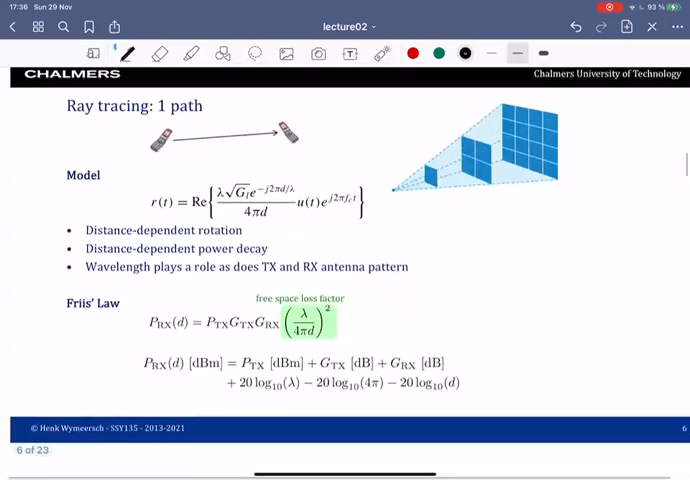 17:36 Sun 29 Nov
93 %
lecture02
CHALMERS
Chalmers University of Technology
Ray tracing: 1 path
Model
r(t) = Re{ λ√G_l e^{−j2πd/λ} / 4πd u(t)e^{j2πf_c t} }
• Distance-dependent rotation
• Distance-dependent power decay
• Wavelength plays a role as does TX and RX antenna pattern
free space loss factor
Friis' Law
P_RX(d) = P_TX G_TX G_RX (λ / 4πd)^2
P_RX(d) [dBm] = P_TX [dBm] + G_TX [dB] + G_RX [dB]
+ 20 log_10(λ) − 20 log_10(4π) − 20 log_10(d)
© Henk Wymeersch - SSY135 - 2013-2021
6
6 of 23